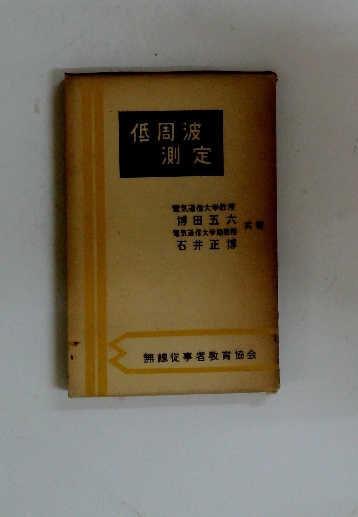 低周波
測定
電気通信大学教授
博田五六
電気通信大学助教授
石井正博
共著
無線従事者教育協会